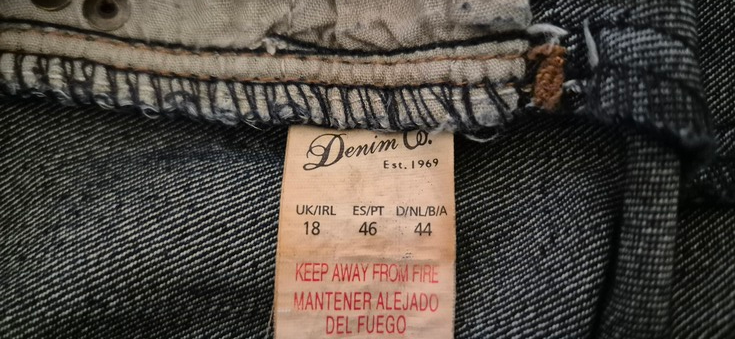 Denim Co.
Est. 1969
UK/IRL ES/PT D/NL/B/A
18 46 44
KEEP AWAY FROM FIRE
MANTENER ALEJADO
DEL FUEGO